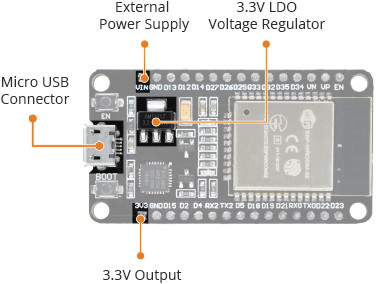 External
Power Supply
3.3V LDO
Voltage Regulator
Micro USB
Connector
VIN GND D13 D12 D14 D27 D26 D25 D33 D32 D35 D34 VN VP EN
EN
BOOT
3V3 GND D15 D2 D4 RX2 TX2 D5 D18 D19 D21 RX0 TX0 D22 D23
3.3V Output